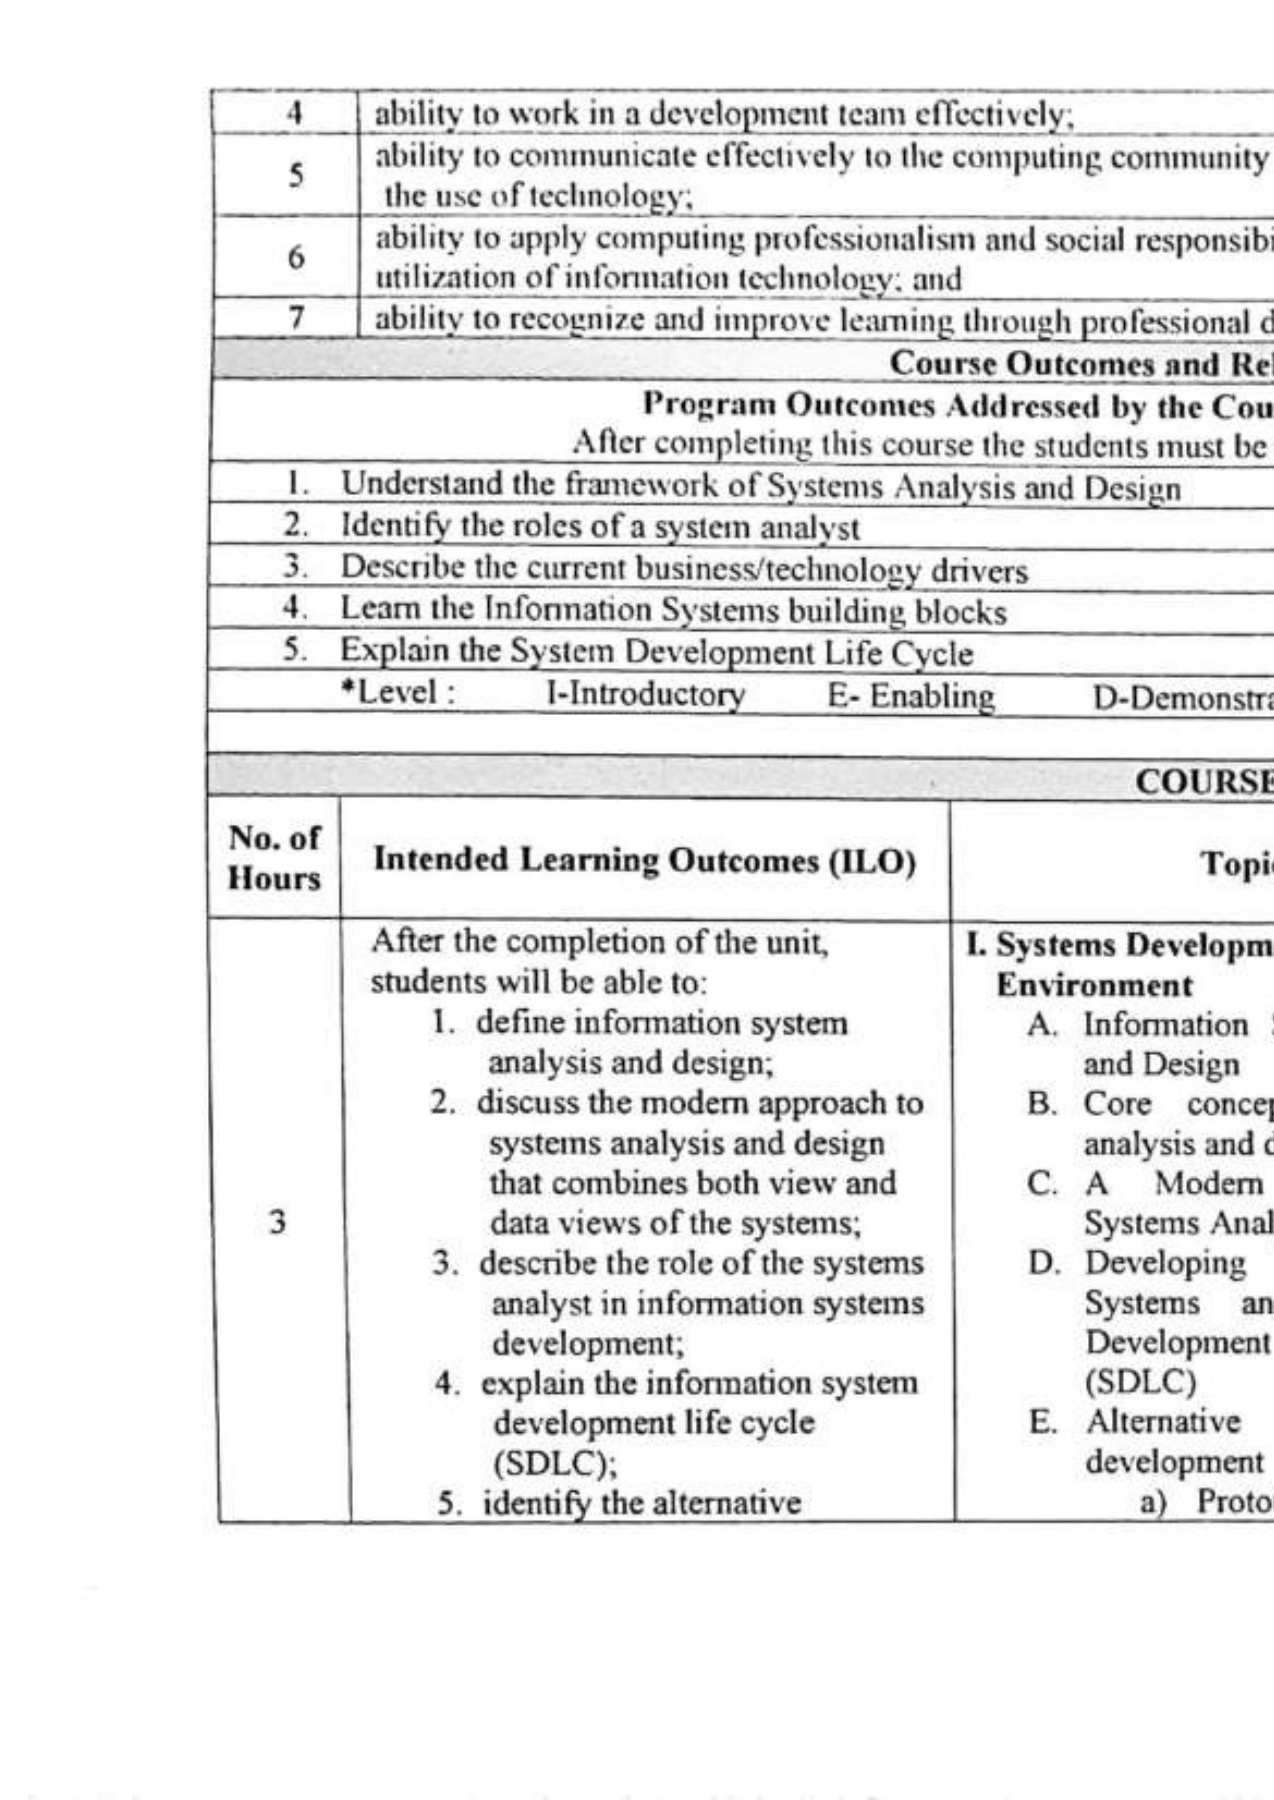 4 ability to work in a development team effectively;
5 ability to communicate effectively to the computing community
the use of technology;
6 ability to apply computing professionalism and social responsibi
utilization of information technology; and
7 ability to recognize and improve learning through professional d
Course Outcomes and Rel
Program Outcomes Addressed by the Cou
After completing this course the students must be
1. Understand the framework of Systems Analysis and Design
2. Identify the roles of a system analyst
3. Describe the current business/technology drivers
4. Learn the Information Systems building blocks
5. Explain the System Development Life Cycle
*Level : I-Introductory E- Enabling D-Demonstra
COURSE
No. of
Hours
Intended Learning Outcomes (ILO)
Topi
3
After the completion of the unit,
students will be able to:
1. define information system
analysis and design;
2. discuss the modern approach to
systems analysis and design
that combines both view and
data views of the systems;
3. describe the role of the systems
analyst in information systems
development;
4. explain the information system
development life cycle
(SDLC);
5. identify the alternative
I. Systems Developm
Environment
A. Information
and Design
B. Core concep
analysis and d
C. A Modern
Systems Anal
D. Developing
Systems an
Development
(SDLC)
E. Alternative
development
a) Proto